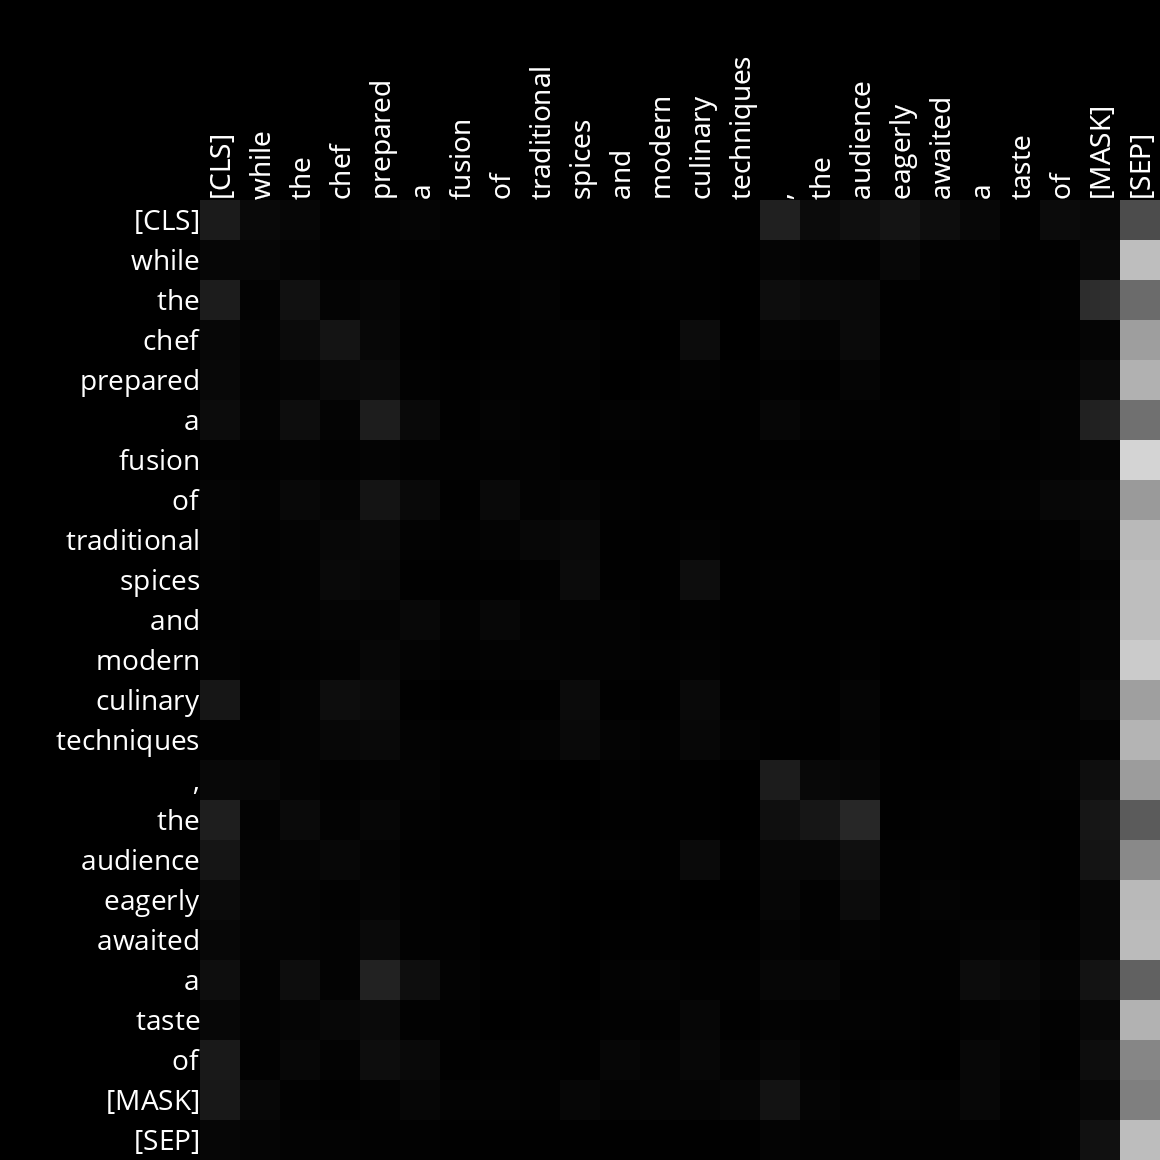 [CLS] while the chef prepared a fusion of traditional spices and modern culinary techniques , the audience eagerly awaited a taste of [MASK] [SEP]
[CLS]
while
the
chef
prepared
a
fusion
of
traditional
spices
and
modern
culinary
techniques
,
the
audience
eagerly
awaited
a
taste
of
[MASK]
[SEP]